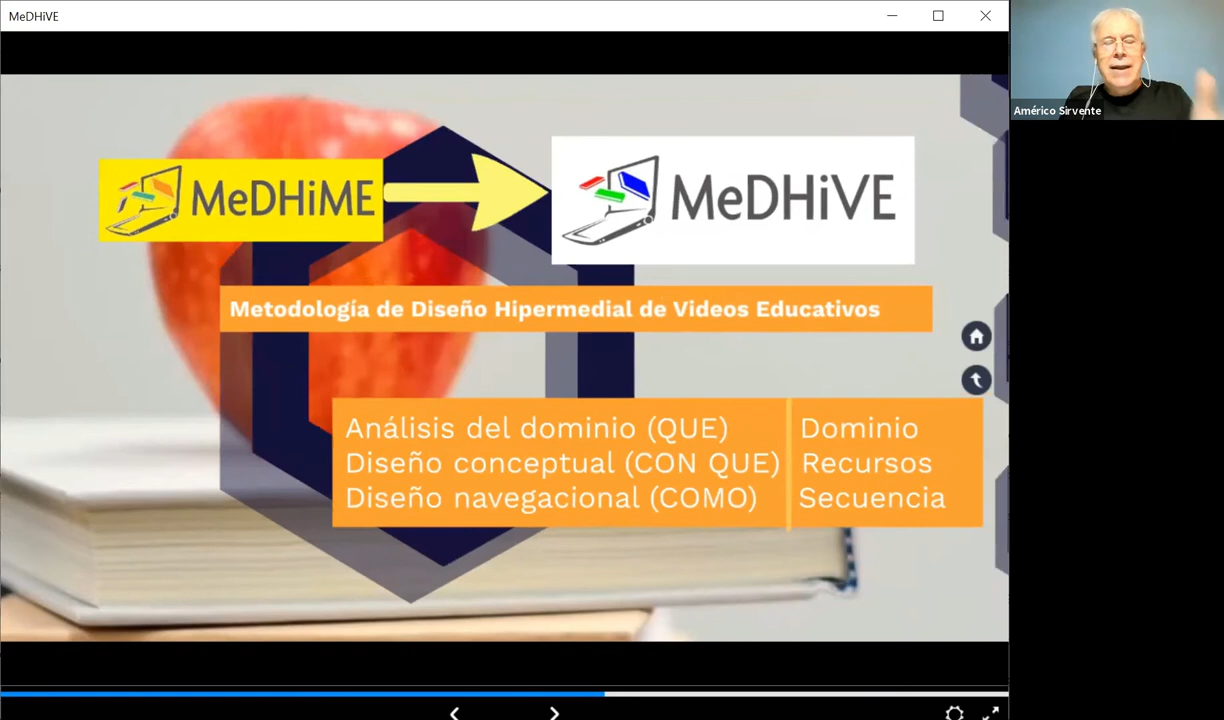 MeDHiVE
Américo Sirvente
MeDHiME
MeDHiVE
Metodología de Diseño Hipermedial de Videos Educativos
Análisis del dominio (QUE) Dominio
Diseño conceptual (CON QUE) Recursos
Diseño navegacional (COMO) Secuencia